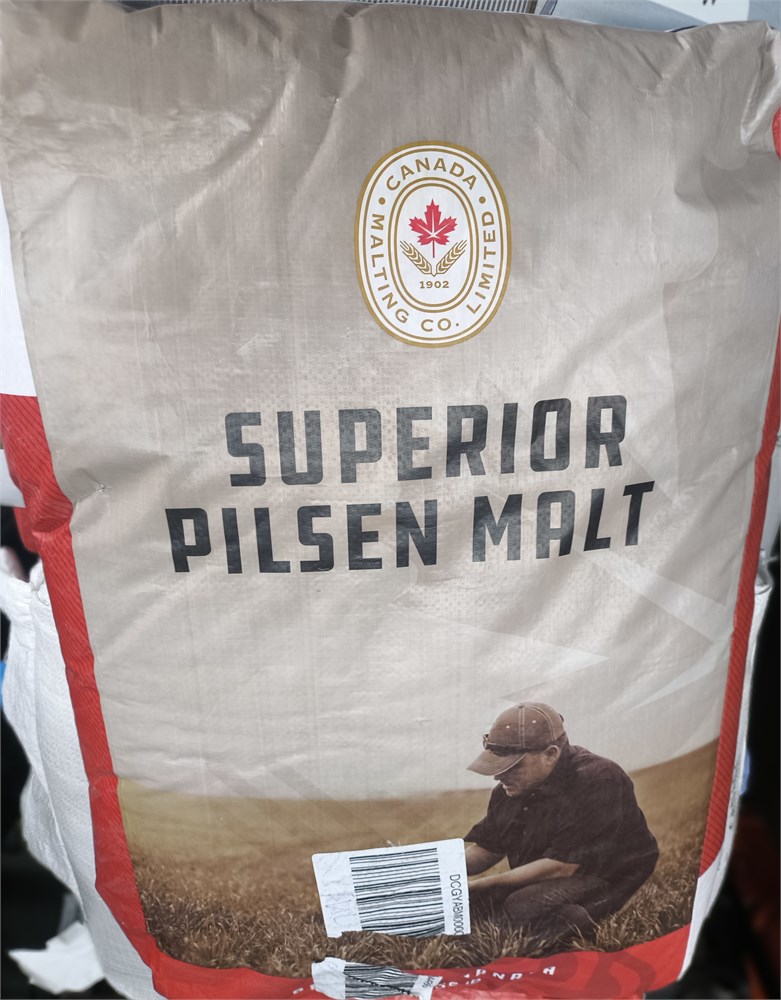 CANADA
MALTING CO. LIMITED
1902
SUPERIOR
PILSEN MALT